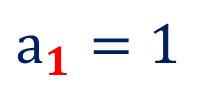 a₁ = 1